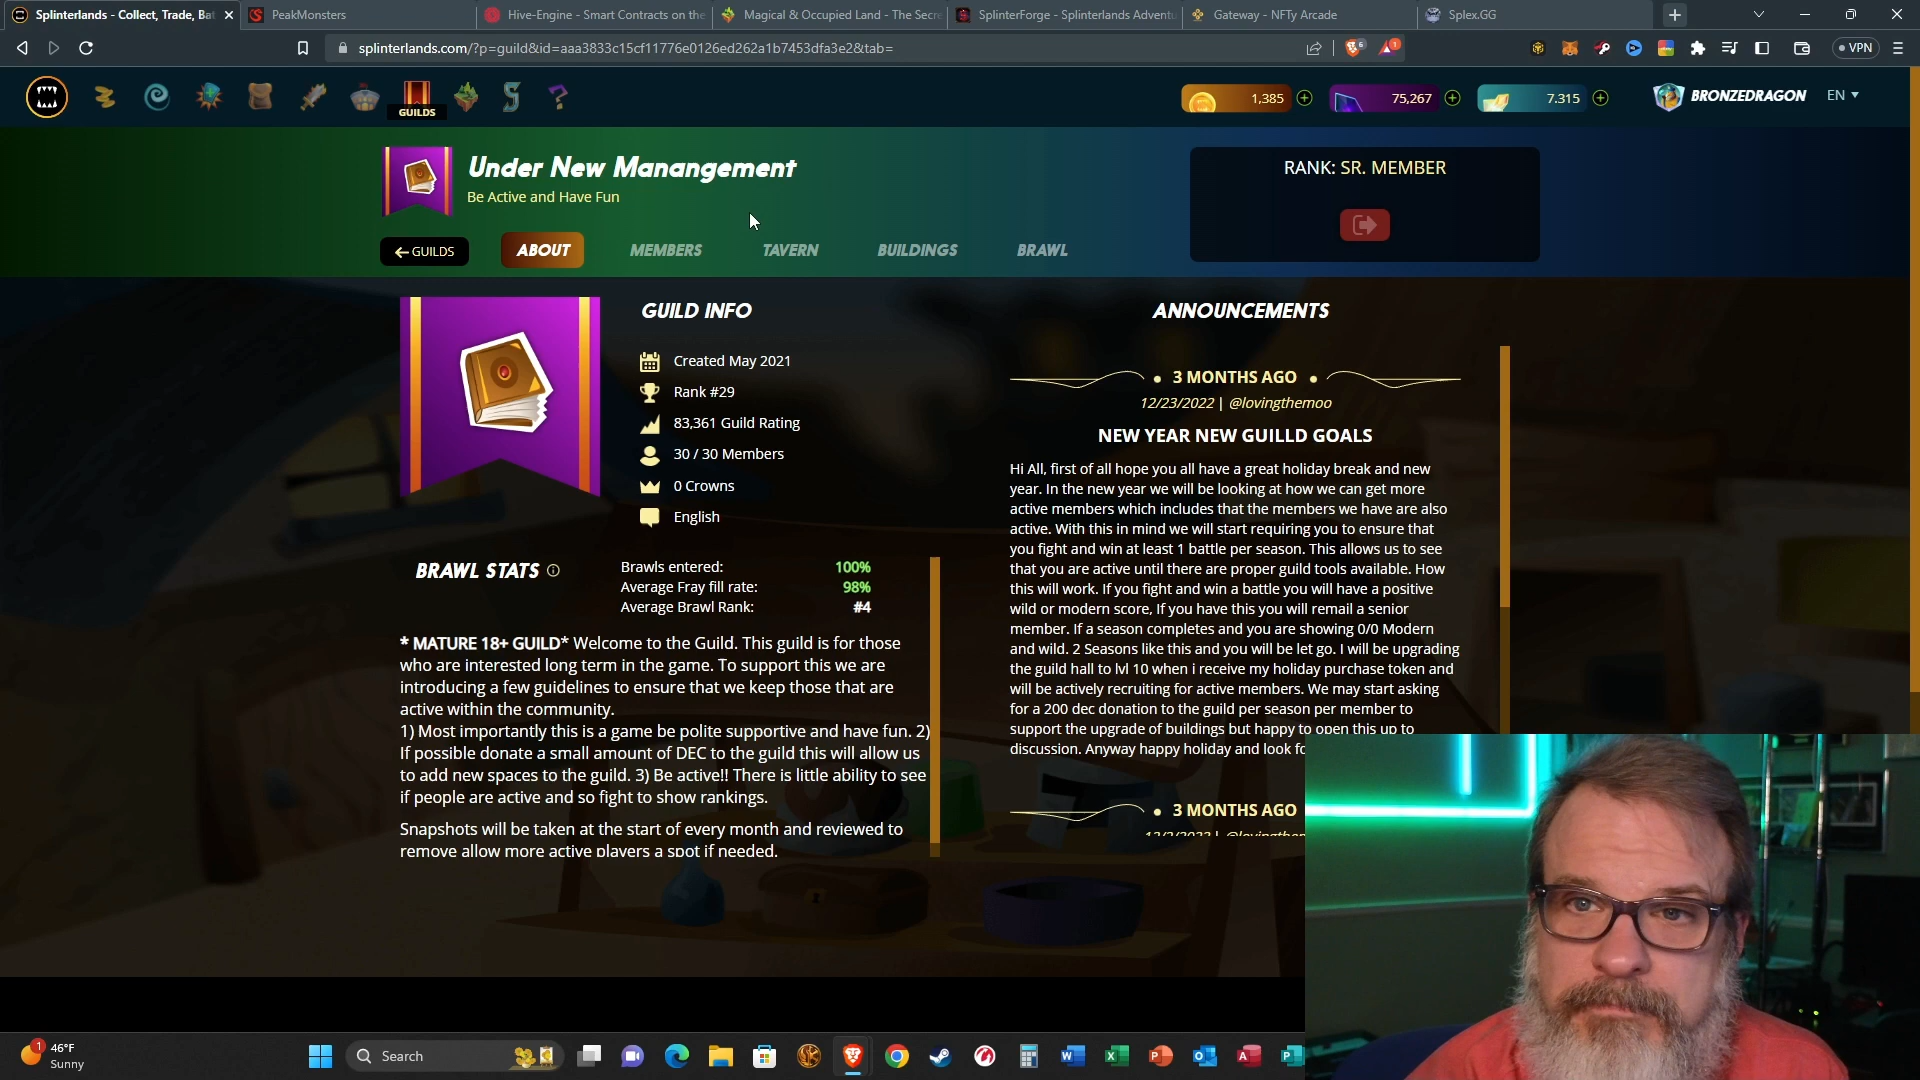 Splinterlands - Collect, Trade, Bat
PeakMonsters
Hive-Engine - Smart Contracts on the
Magical & Occupied Land - The Secre
SplinterForge - Splinterlands Adventu
Gateway - NFTy Arcade
Splex.GG
splinterlands.com/?p=guild&id=aaa3833c15cf11776e0126ed262a1b7453dfa3e2&tab=
6
1
VPN
GUILDS
1,385
75,267
7.315
BRONZEDRAGON
EN
Under New Manangement
Be Active and Have Fun
RANK: SR. MEMBER
GUILDS
ABOUT
MEMBERS
TAVERN
BUILDINGS
BRAWL
GUILD INFO
Created May 2021
Rank #29
83,361 Guild Rating
30 / 30 Members
0 Crowns
English
BRAWL STATS
Brawls entered: 100%
Average Fray fill rate: 98%
Average Brawl Rank: #4
* MATURE 18+ GUILD* Welcome to the Guild. This guild is for those
who are interested long term in the game. To support this we are
introducing a few guidelines to ensure that we keep those that are
active within the community.
1) Most importantly this is a game be polite supportive and have fun. 2)
If possible donate a small amount of DEC to the guild this will allow us
to add new spaces to the guild. 3) Be active!! There is little ability to see
if people are active and so fight to show rankings.
Snapshots will be taken at the start of every month and reviewed to
remove allow more active players a spot if needed.
ANNOUNCEMENTS
• 3 MONTHS AGO •
12/23/2022 | @lovingthemoo
NEW YEAR NEW GUILLD GOALS
Hi All, first of all hope you all have a great holiday break and new
year. In the new year we will be looking at how we can get more
active members which includes that the members we have are also
active. With this in mind we will start requiring you to ensure that
you fight and win at least 1 battle per season. This allows us to see
that you are active until there are proper guild tools available. How
this will work. If you fight and win a battle you will have a positive
wild or modern score, If you have this you will remail a senior
member. If a season completes and you are showing 0/0 Modern
and wild. 2 Seasons like this and you will be let go. I will be upgrading
the guild hall to lvl 10 when i receive my holiday purchase token and
will be actively recruiting for active members. We may start asking
for a 200 dec donation to the guild per season per member to
support the upgrade of buildings but happy to open this up to
discussion. Anyway happy holiday and look fo
• 3 MONTHS AGO
1
46°F
Sunny
Search